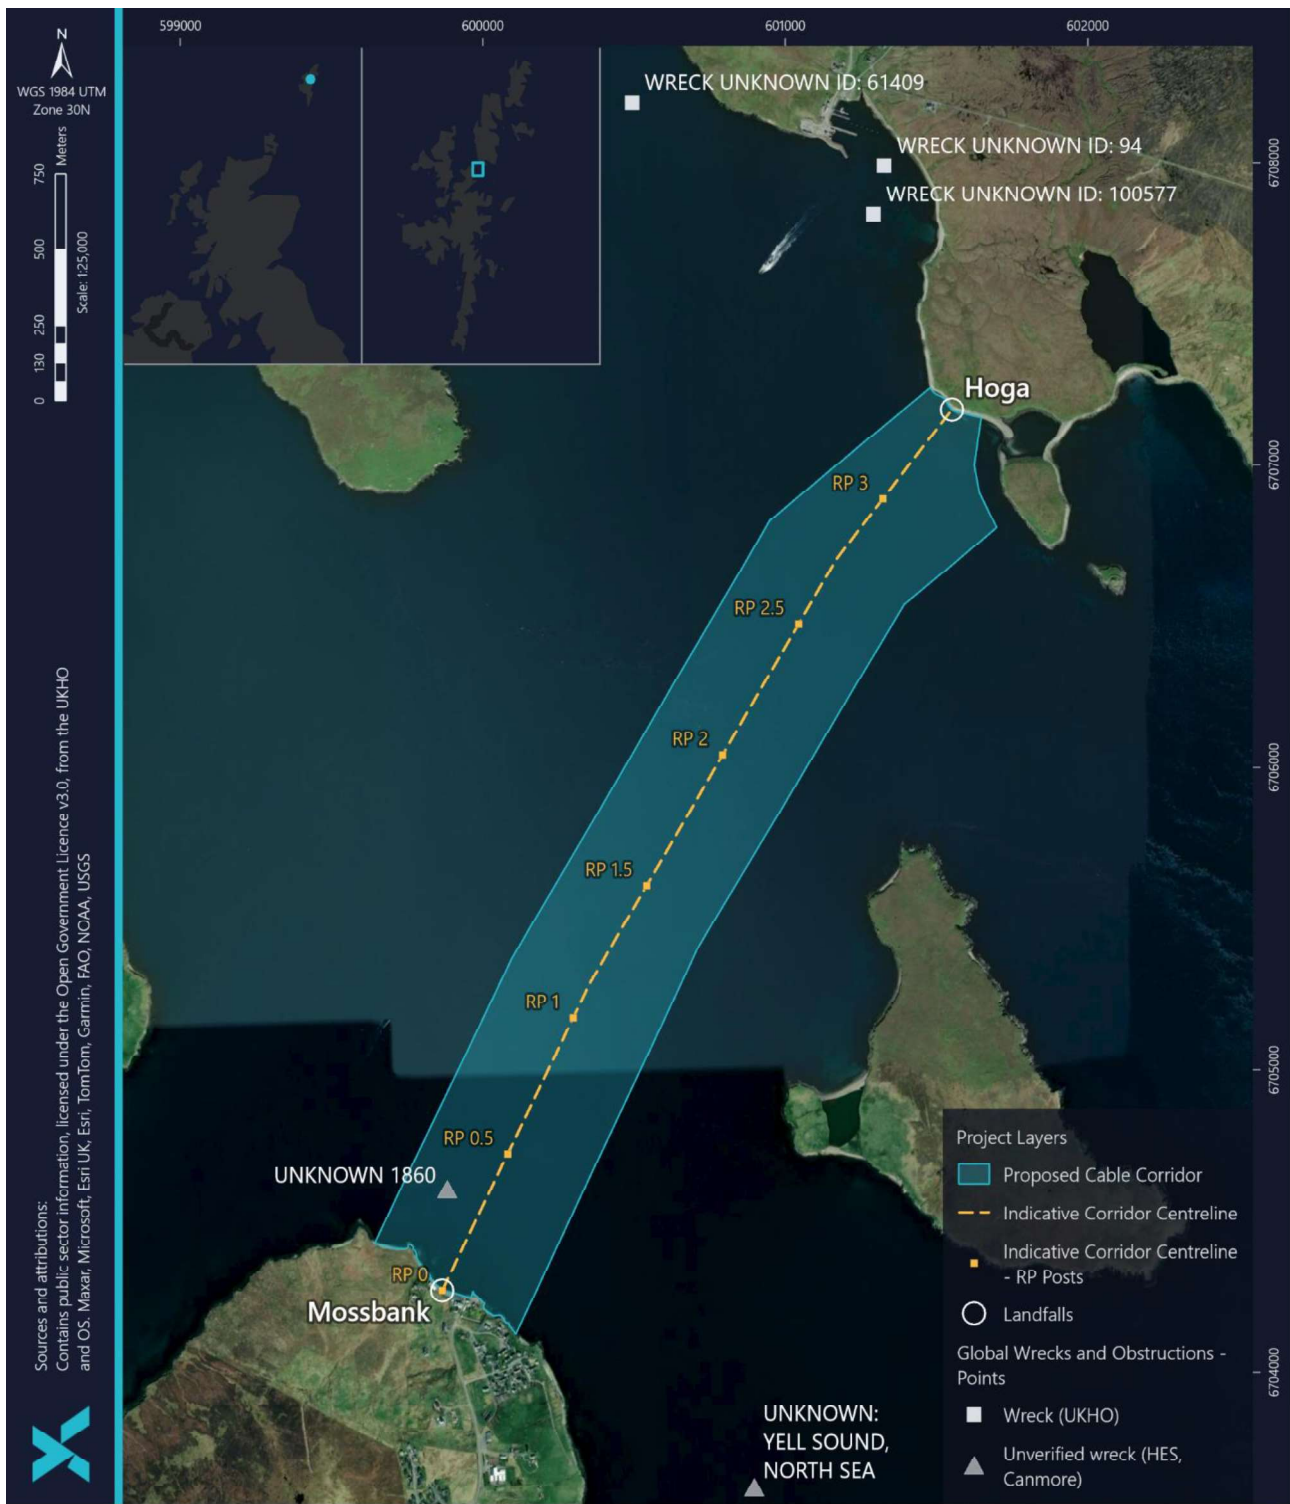 599000
600000
601000
602000
N
WGS 1984 UTM
Zone 30N
0
130
250
500
750
Meters
Scale: 1:25,000
WRECK UNKNOWN ID: 61409
WRECK UNKNOWN ID: 94
WRECK UNKNOWN ID: 100577
6708000
Hoga
6707000
RP 3
RP 2.5
RP 2
6706000
RP 1.5
RP 1
6705000
RP 0.5
UNKNOWN 1860
RP 0
Mossbank
6704000
UNKNOWN:
YELL SOUND,
NORTH SEA
Project Layers
Proposed Cable Corridor
Indicative Corridor Centreline
Indicative Corridor Centreline
- RP Posts
Landfalls
Global Wrecks and Obstructions -
Points
Wreck (UKHO)
Unverified wreck (HES,
Canmore)
Sources and attributions:
Contains public sector information, licensed under the Open Government Licence v3.0, from the UKHO
and OS. Maxar, Microsoft, Esri UK, Esri, TomTom, Garmin, FAO, NOAA, USGS